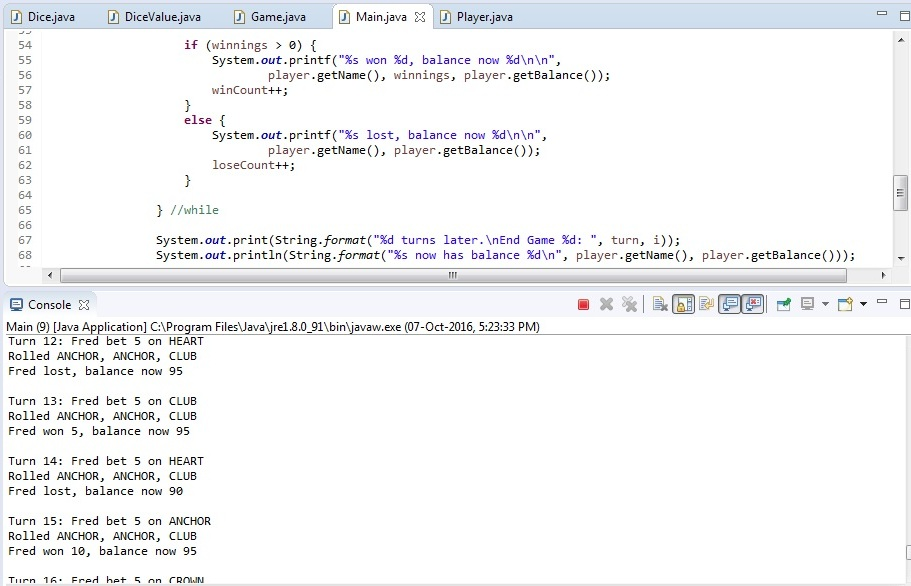 Dice.java DiceValue.java Game.java Main.java Player.java
54 if (winnings > 0) {
55 System.out.printf("%s won %d, balance now %d\n\n",
56 player.getName(), winnings, player.getBalance());
57 winCount++;
58 }
59 else {
60 System.out.printf("%s lost, balance now %d\n\n",
61 player.getName(), player.getBalance());
62 loseCount++;
63 }
64
65 } //while
66
67 System.out.print(String.format("%d turns later.\nEnd Game %d: ", turn, i));
68 System.out.println(String.format("%s now has balance %d\n", player.getName(), player.getBalance()));
Console
Main (9) [Java Application] C:\Program Files\Java\jre1.8.0_91\bin\javaw.exe (07-Oct-2016, 5:23:33 PM)
Turn 12: Fred bet 5 on HEART
Rolled ANCHOR, ANCHOR, CLUB
Fred lost, balance now 95
Turn 13: Fred bet 5 on CLUB
Rolled ANCHOR, ANCHOR, CLUB
Fred won 5, balance now 95
Turn 14: Fred bet 5 on HEART
Rolled ANCHOR, ANCHOR, CLUB
Fred lost, balance now 90
Turn 15: Fred bet 5 on ANCHOR
Rolled ANCHOR, ANCHOR, CLUB
Fred won 10, balance now 95
Turn 16: Fred bet 5 on CROWN